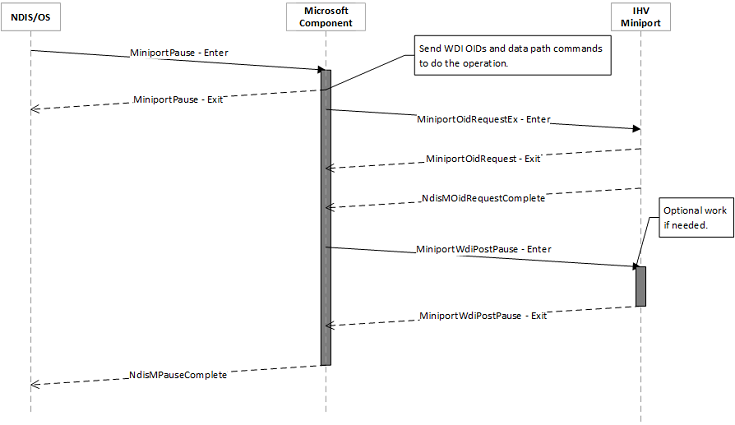 NDIS/OS
Microsoft
Component
IHV
Miniport
MiniportPause - Enter
Send WDI OIDs and data path commands
to do the operation.
MiniportPause - Exit
MiniportOidRequestEx - Enter
MiniportOidRequest - Exit
NdisMOidRequestComplete
Optional work
if needed.
MiniportWdiPostPause - Enter
MiniportWdiPostPause - Exit
NdisMPauseComplete